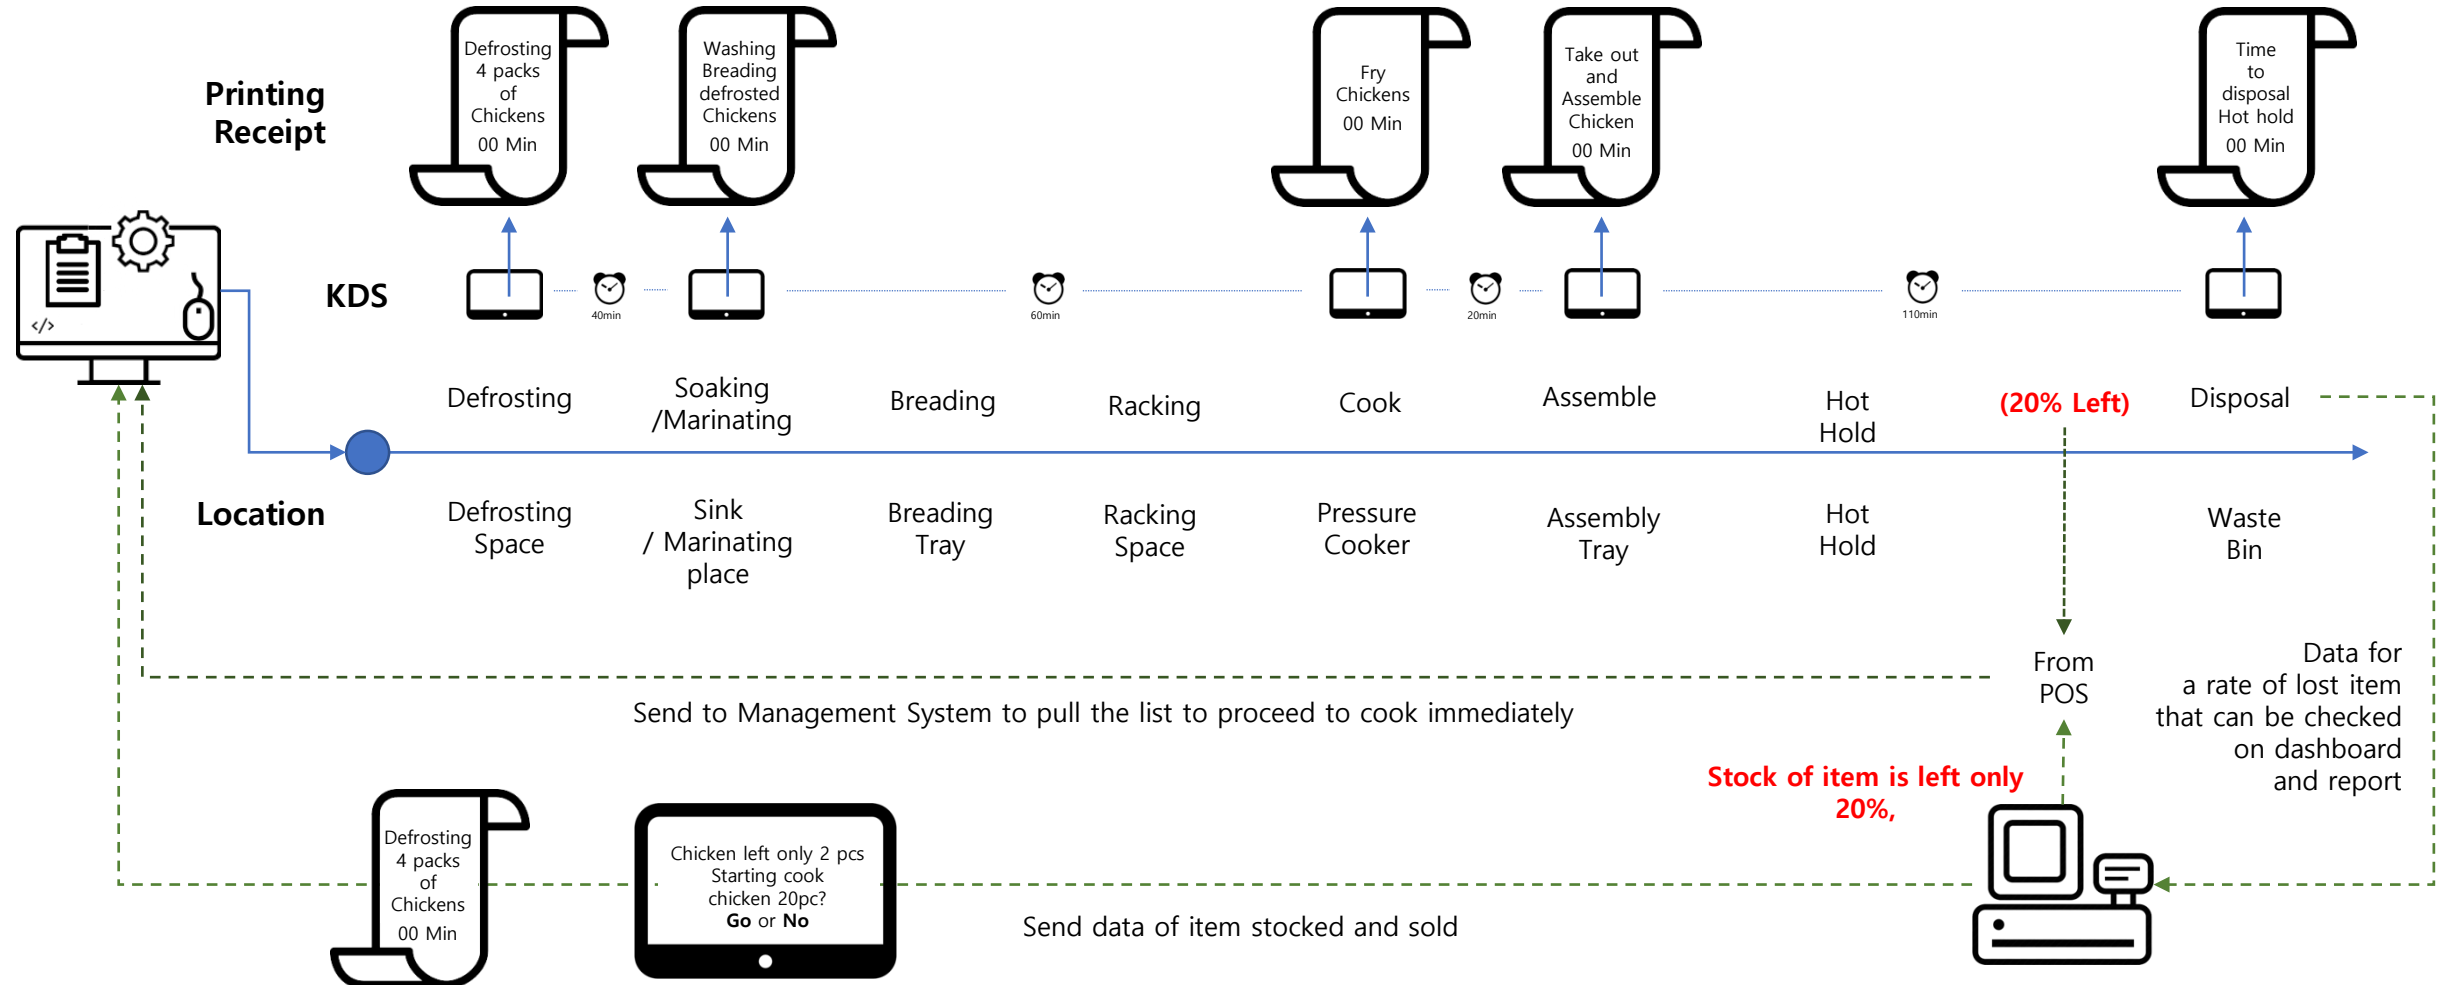 Defrosting
4 packs
of
Chickens
00 Min
Washing
Breading
defrosted
Chickens
00 Min
Fry
Chickens
00 Min
Take out
and
Assemble
Chicken
00 Min
Time
to
disposal
Hot hold
00 Min
Printing
Receipt
</>
KDS
40min
60min
20min
110min
Defrosting
Soaking
/Marinating
Breading
Racking
Cook
Assemble
Hot
Hold
(20% Left)
Disposal
Location
Defrosting
Space
Sink
/ Marinating
place
Breading
Tray
Racking
Space
Pressure
Cooker
Assembly
Tray
Hot
Hold
Waste
Bin
From
POS
Data for
a rate of lost item
that can be checked
on dashboard
and report
Send to Management System to pull the list to proceed to cook immediately
Stock of item is left only
20%,
Defrosting
4 packs
of
Chickens
00 Min
Chicken left only 2 pcs
Starting cook
chicken 20pc?
Go or No
Send data of item stocked and sold